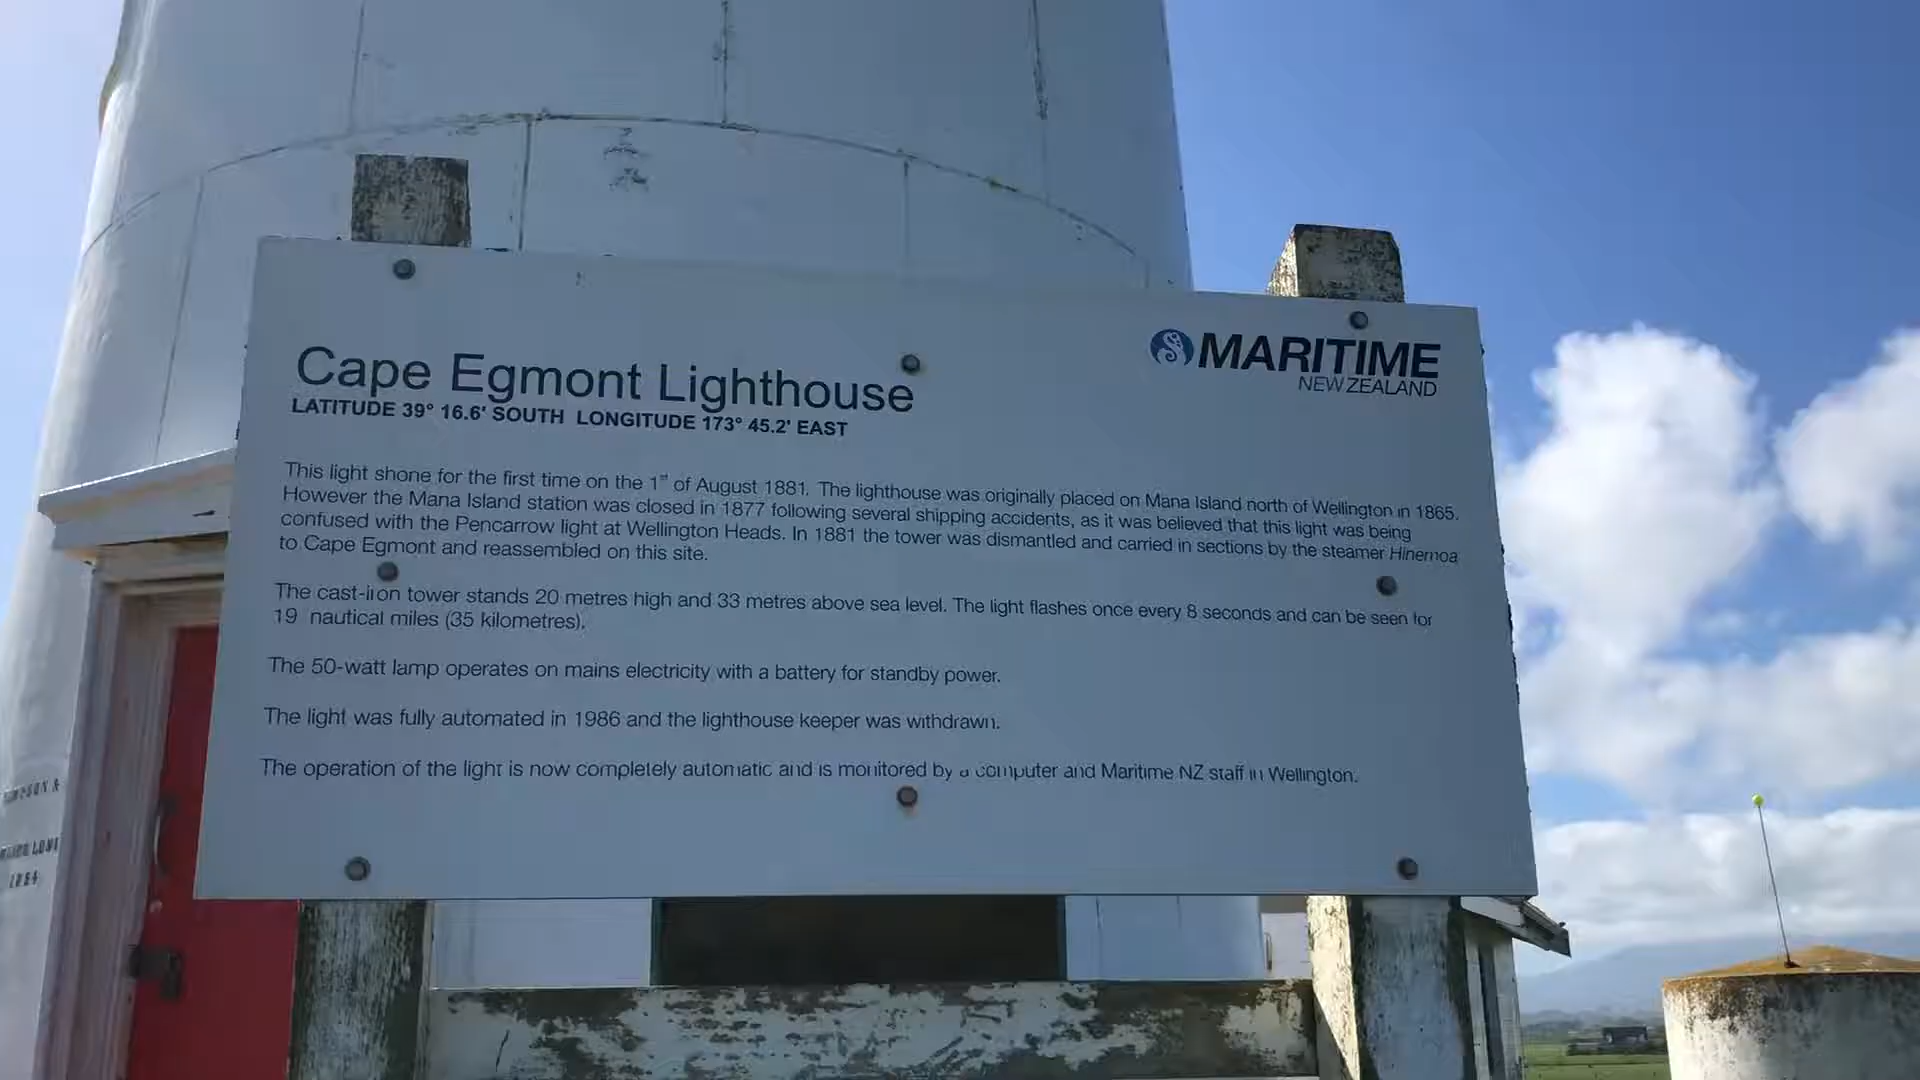 Cape Egmont Lighthouse
MARITIME
NEW ZEALAND
LATITUDE 39° 16.6' SOUTH LONGITUDE 173° 45.2' EAST
This light shone for the first time on the 1st of August 1881. The lighthouse was originally placed on Mana Island north of Wellington in 1865.
However the Mana Island station was closed in 1877 following several shipping accidents, as it was believed that this light was being
confused with the Pencarrow light at Wellington Heads. In 1881 the tower was dismantled and carried in sections by the steamer Hinemoa
to Cape Egmont and reassembled on this site.
The cast-iron tower stands 20 metres high and 33 metres above sea level. The light flashes once every 8 seconds and can be seen for
19 nautical miles (35 kilometres).
The 50-watt lamp operates on mains electricity with a battery for standby power.
The light was fully automated in 1986 and the lighthouse keeper was withdrawn.
The operation of the light is now completely automatic and is monitored by a computer and Maritime NZ staff in Wellington.